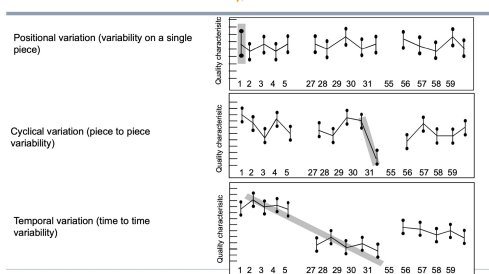 Positional variation (variability on a single
piece)
Quality characterisitc
1 2 3 4 5 27 28 29 30 31 55 56 57 58 59
Cyclical variation (piece to piece
variability)
Quality characterisitc
1 2 3 4 5 27 28 29 30 31 55 56 57 58 59
Temporal variation (time to time
variability)
Quality characterisitc
1 2 3 4 5 27 28 29 30 31 55 56 57 58 59